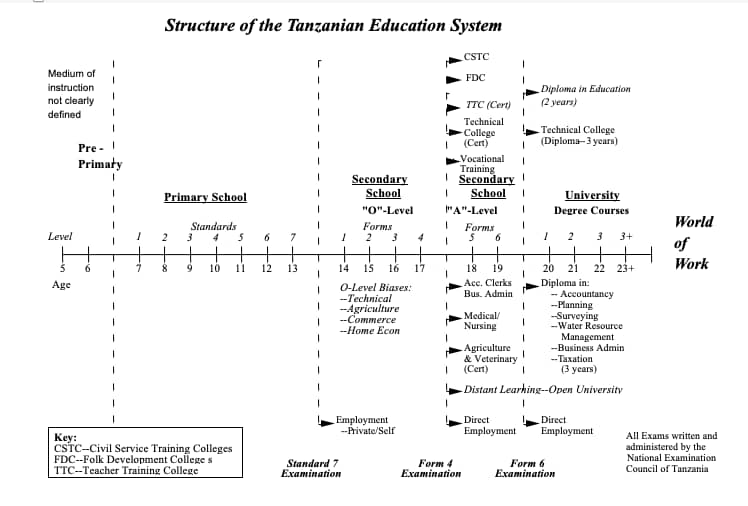 Structure of the Tanzanian Education System
CSTC
FDC
TTC (Cert)
Technical
College
(Cert)
Vocational
Training
Diploma in Education
(2 years)
Technical College
(Diploma--3 years)
Medium of
instruction
not clearly
defined
Pre -
Primary
Primary School
Secondary
School
"O"-Level
Secondary
School
"A"-Level
University
Degree Courses
World
of
Work
Standards
Forms
Forms
Level
1 2 3 4 5 6 7 1 2 3 4 5 6 1 2 3 3+
5 6 7 8 9 10 11 12 13 14 15 16 17 18 19 20 21 22 23+
Age
O-Level Biases:
--Technical
--Agriculture
--Commerce
--Home Econ
Acc. Clerks
Bus. Admin
Medical/
Nursing
Agriculture
& Veterinary
(Cert)
Diploma in:
-- Accountancy
--Planning
--Surveying
--Water Resource
Management
--Business Admin
--Taxation
(3 years)
Distant Learhing--Open University
Employment
--Private/Self
Direct
Employment
Direct
Employment
Key:
CSTC--Civil Service Training Colleges
FDC--Folk Development College s
TTC--Teacher Training College
Standard 7
Examination
Form 4
Examination
Form 6
Examination
All Exams written and
administered by the
National Examination
Council of Tanzania